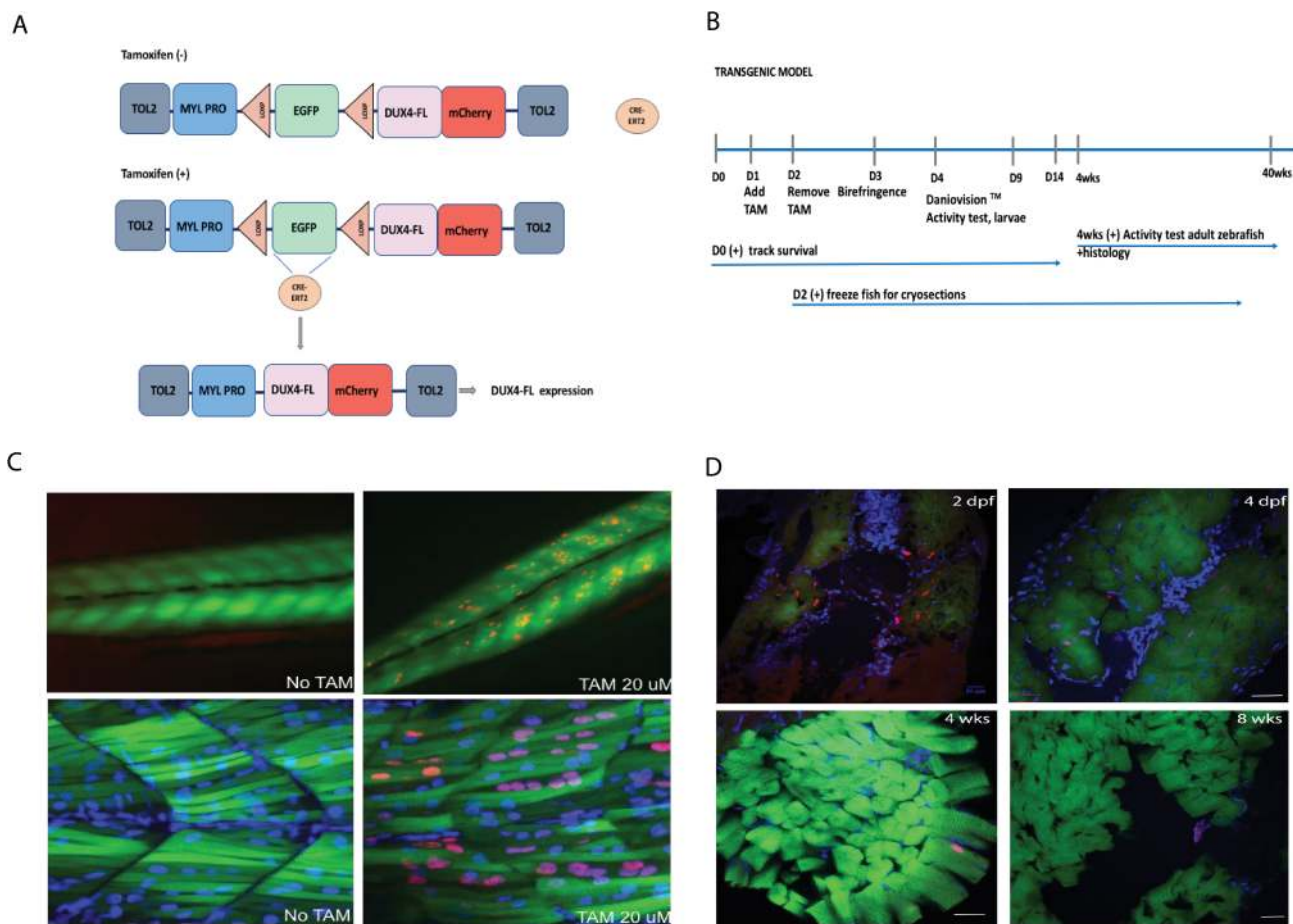 A
Tamoxifen (-)
TOL2 MYL PRO LOXP EGFP LOXP DUX4-FL mCherry TOL2
CRE-
ERT2
Tamoxifen (+)
TOL2 MYL PRO LOXP EGFP LOXP DUX4-FL mCherry TOL2
CRE-
ERT2
TOL2 MYL PRO DUX4-FL mCherry TOL2 DUX4-FL expression
B
TRANSGENIC MODEL
D0 D1 D2 D3 D4 D9 D14 4wks 40wks
Add Remove Birefringence Daniovision TM
TAM TAM Activity test, larvae
D0 (+) track survival
4wks (+) Activity test adult zebrafish
+histology
D2 (+) freeze fish for cryosections
C
No TAM
TAM 20 uM
No TAM
TAM 20 uM
D
2 dpf
4 dpf
4 wks
8 wks